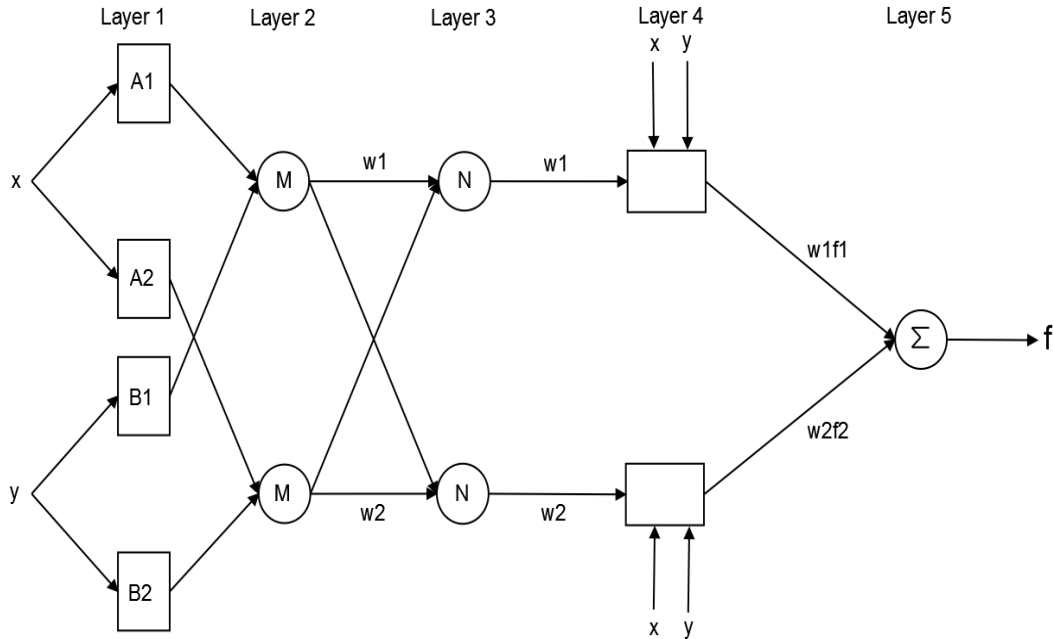 Layer 1 Layer 2 Layer 3 Layer 4 Layer 5
x y
A1
w1 w1
x M N
w1f1
A2
Σ f
B1
w2f2
y M N
w2 w2
B2
x y